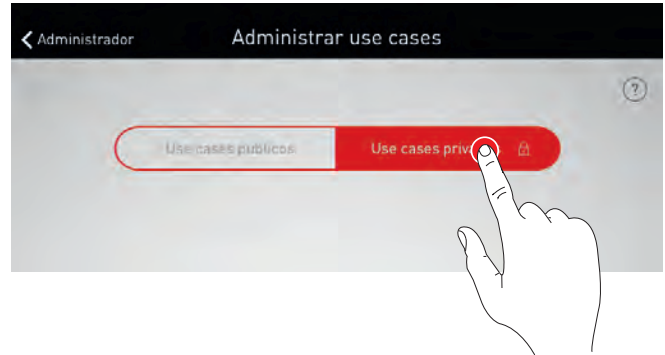 Administrador
Administrar use cases
?
Use cases publicos
Use cases priv